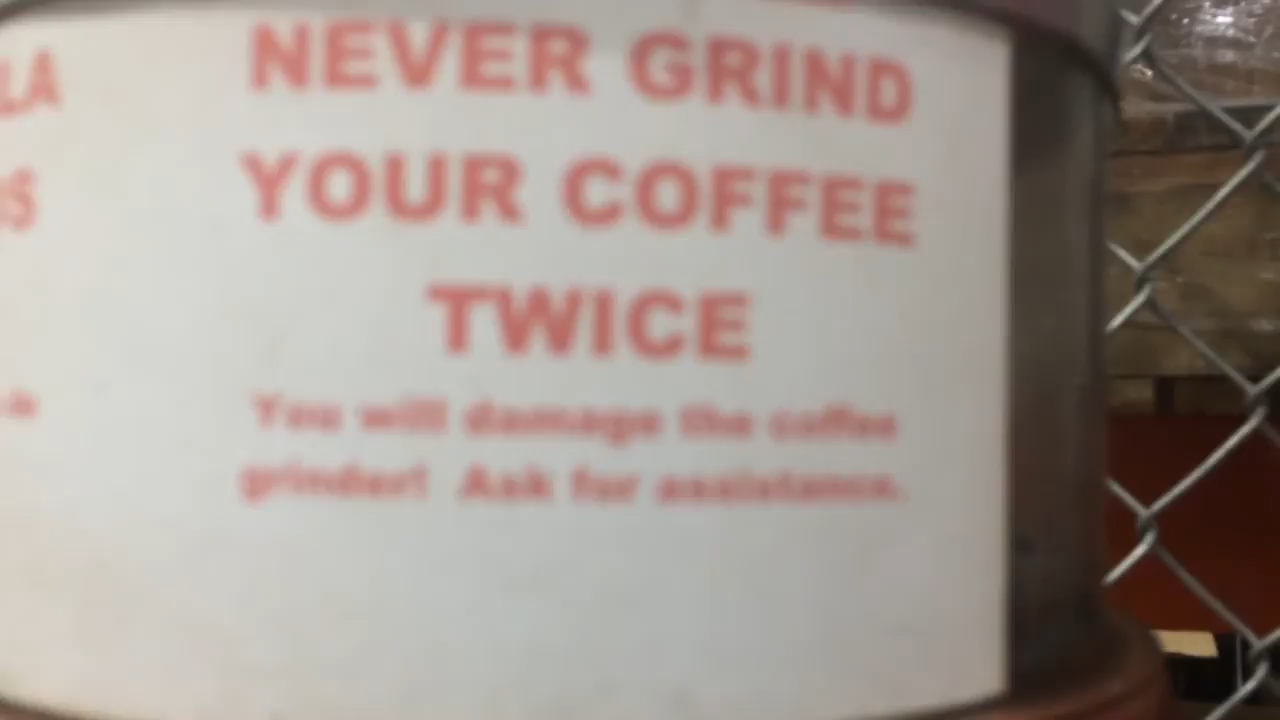 NEVER GRIND
YOUR COFFEE
TWICE
You will damage the coffee
grinder! Ask for assistance.